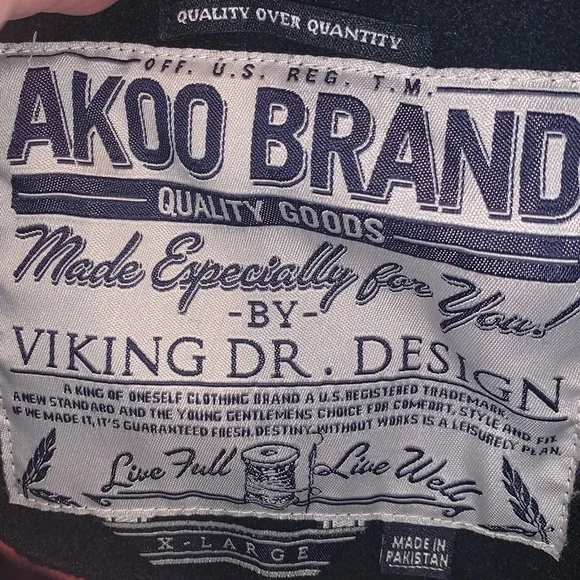 QUALITY OVER QUANTITY
OFF. U.S. REG. T.M.
AKOO BRAND
QUALITY GOODS
Made Especially for You!
-BY-
VIKING DR. DESIGN
A KING OF ONESELF CLOTHING BRAND A U.S. REGISTERED TRADEMARK.
A NEW STANDARD AND THE YOUNG GENTLEMENS CHOICE FOR COMFORT, STYLE AND FIT.
IF WE MADE IT, IT'S GUARANTEED FRESH. DESTINY WITHOUT WORKS IS A LEISURELY PLAN.
Live Full Live Well
X-LARGE
MADE IN
PAKISTAN